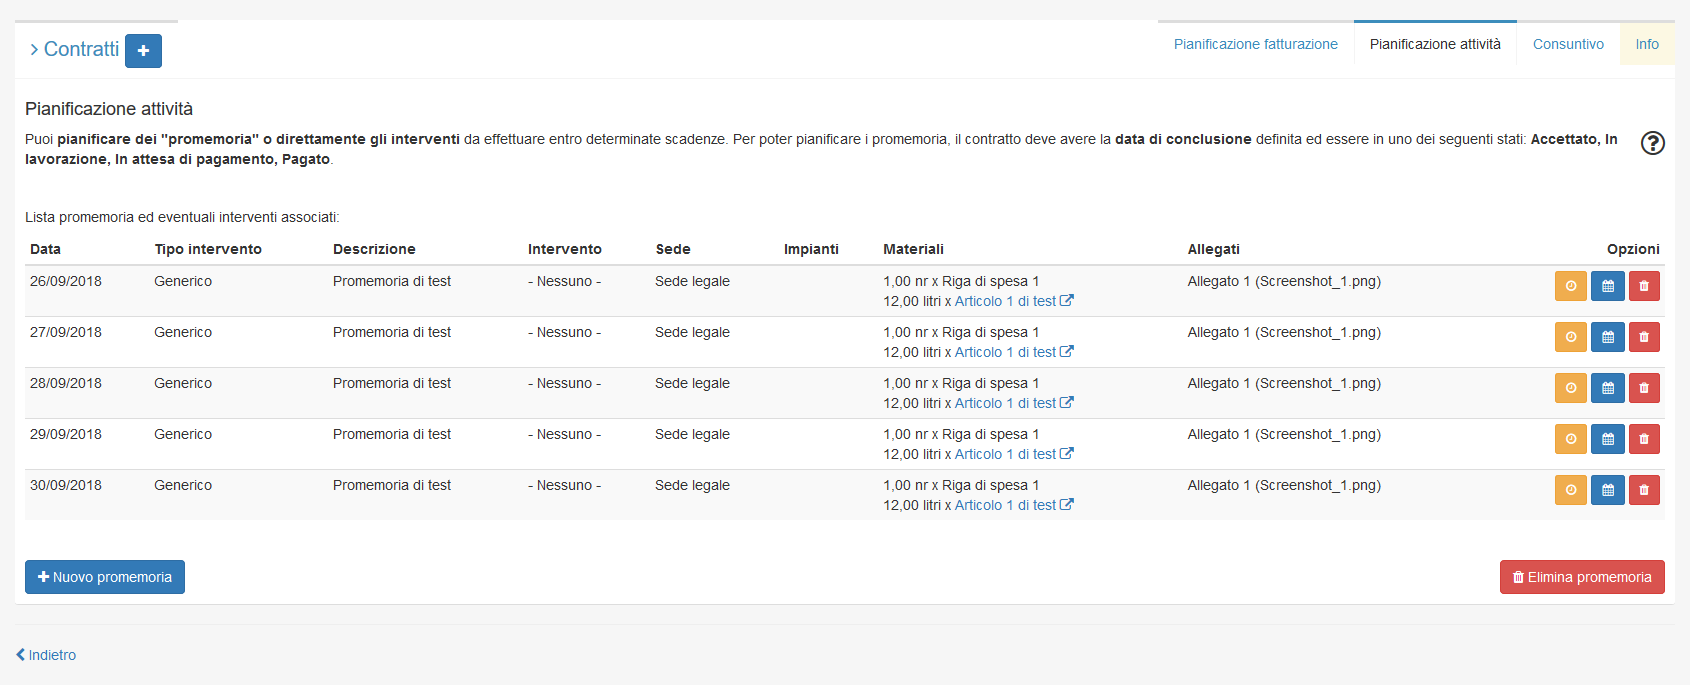 Contratti
Pianificazione fatturazione
Pianificazione attività
Consuntivo
Info
Pianificazione attività
Puoi pianificare dei "promemoria" o direttamente gli interventi da effettuare entro determinate scadenze. Per poter pianificare i promemoria, il contratto deve avere la data di conclusione definita ed essere in uno dei seguenti stati: Accettato, In
lavorazione, In attesa di pagamento, Pagato.
Lista promemoria ed eventuali interventi associati:
Data Tipo intervento Descrizione Intervento Sede Impianti Materiali Allegati Opzioni
26/09/2018 Generico Promemoria di test - Nessuno - Sede legale 1,00 nr x Riga di spesa 1 Allegato 1 (Screenshot_1.png)
12,00 litri x Articolo 1 di test
27/09/2018 Generico Promemoria di test - Nessuno - Sede legale 1,00 nr x Riga di spesa 1 Allegato 1 (Screenshot_1.png)
12,00 litri x Articolo 1 di test
28/09/2018 Generico Promemoria di test - Nessuno - Sede legale 1,00 nr x Riga di spesa 1 Allegato 1 (Screenshot_1.png)
12,00 litri x Articolo 1 di test
29/09/2018 Generico Promemoria di test - Nessuno - Sede legale 1,00 nr x Riga di spesa 1 Allegato 1 (Screenshot_1.png)
12,00 litri x Articolo 1 di test
30/09/2018 Generico Promemoria di test - Nessuno - Sede legale 1,00 nr x Riga di spesa 1 Allegato 1 (Screenshot_1.png)
12,00 litri x Articolo 1 di test
Nuovo promemoria
Elimina promemoria
Indietro